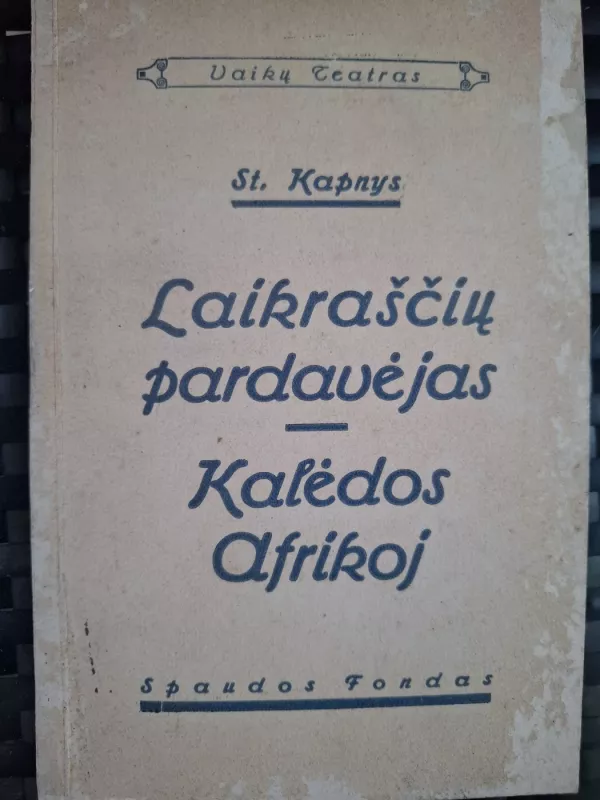 Vaikų Teatras
St. Kapnys
Laikraščių
pardavėjas
—
Kalėdos
Afrikoj
Spaudos Fondas